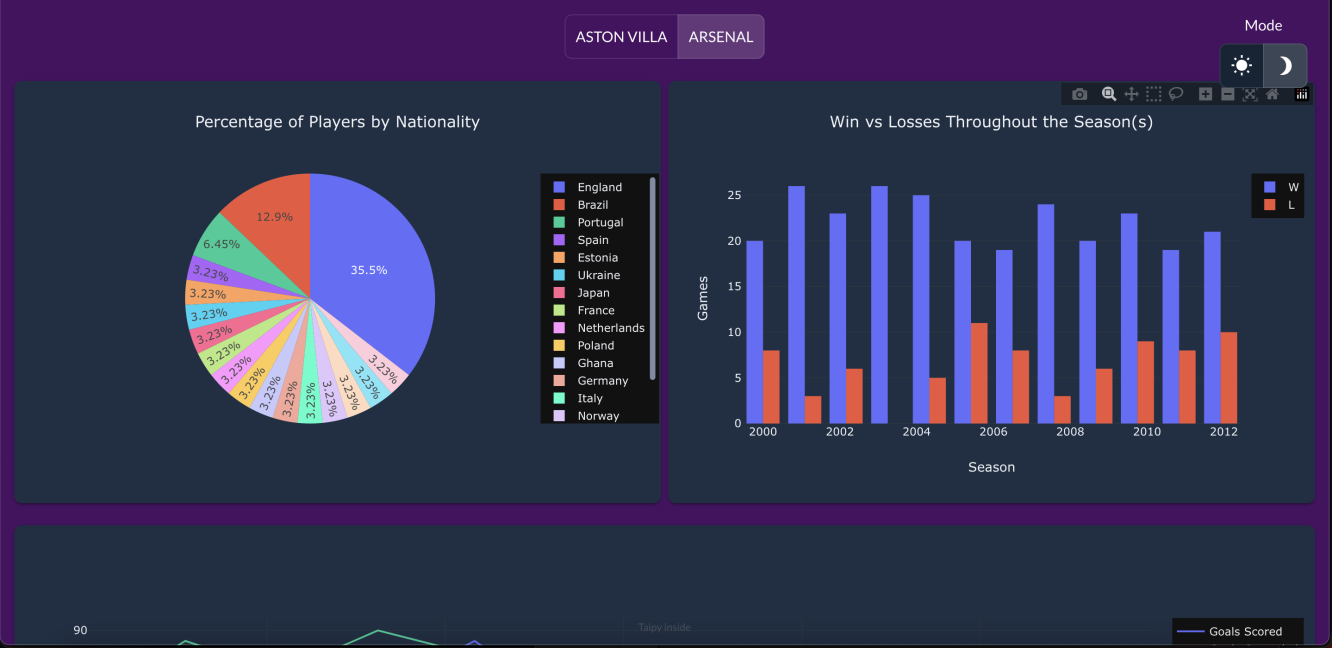 ASTON VILLA ARSENAL
Mode
Percentage of Players by Nationality
35.5%
12.9%
6.45%
3.23%
3.23%
3.23%
3.23%
3.23%
3.23%
3.23%
3.23%
3.23%
3.23%
3.23%
3.23%
3.23%
3.23%
England
Brazil
Portugal
Spain
Estonia
Ukraine
Japan
France
Netherlands
Poland
Ghana
Germany
Italy
Norway
Win vs Losses Throughout the Season(s)
W
L
25
20
15
10
5
0
Games
2000 2002 2004 2006 2008 2010 2012
Season
90
Taipy inside
Goals Scored